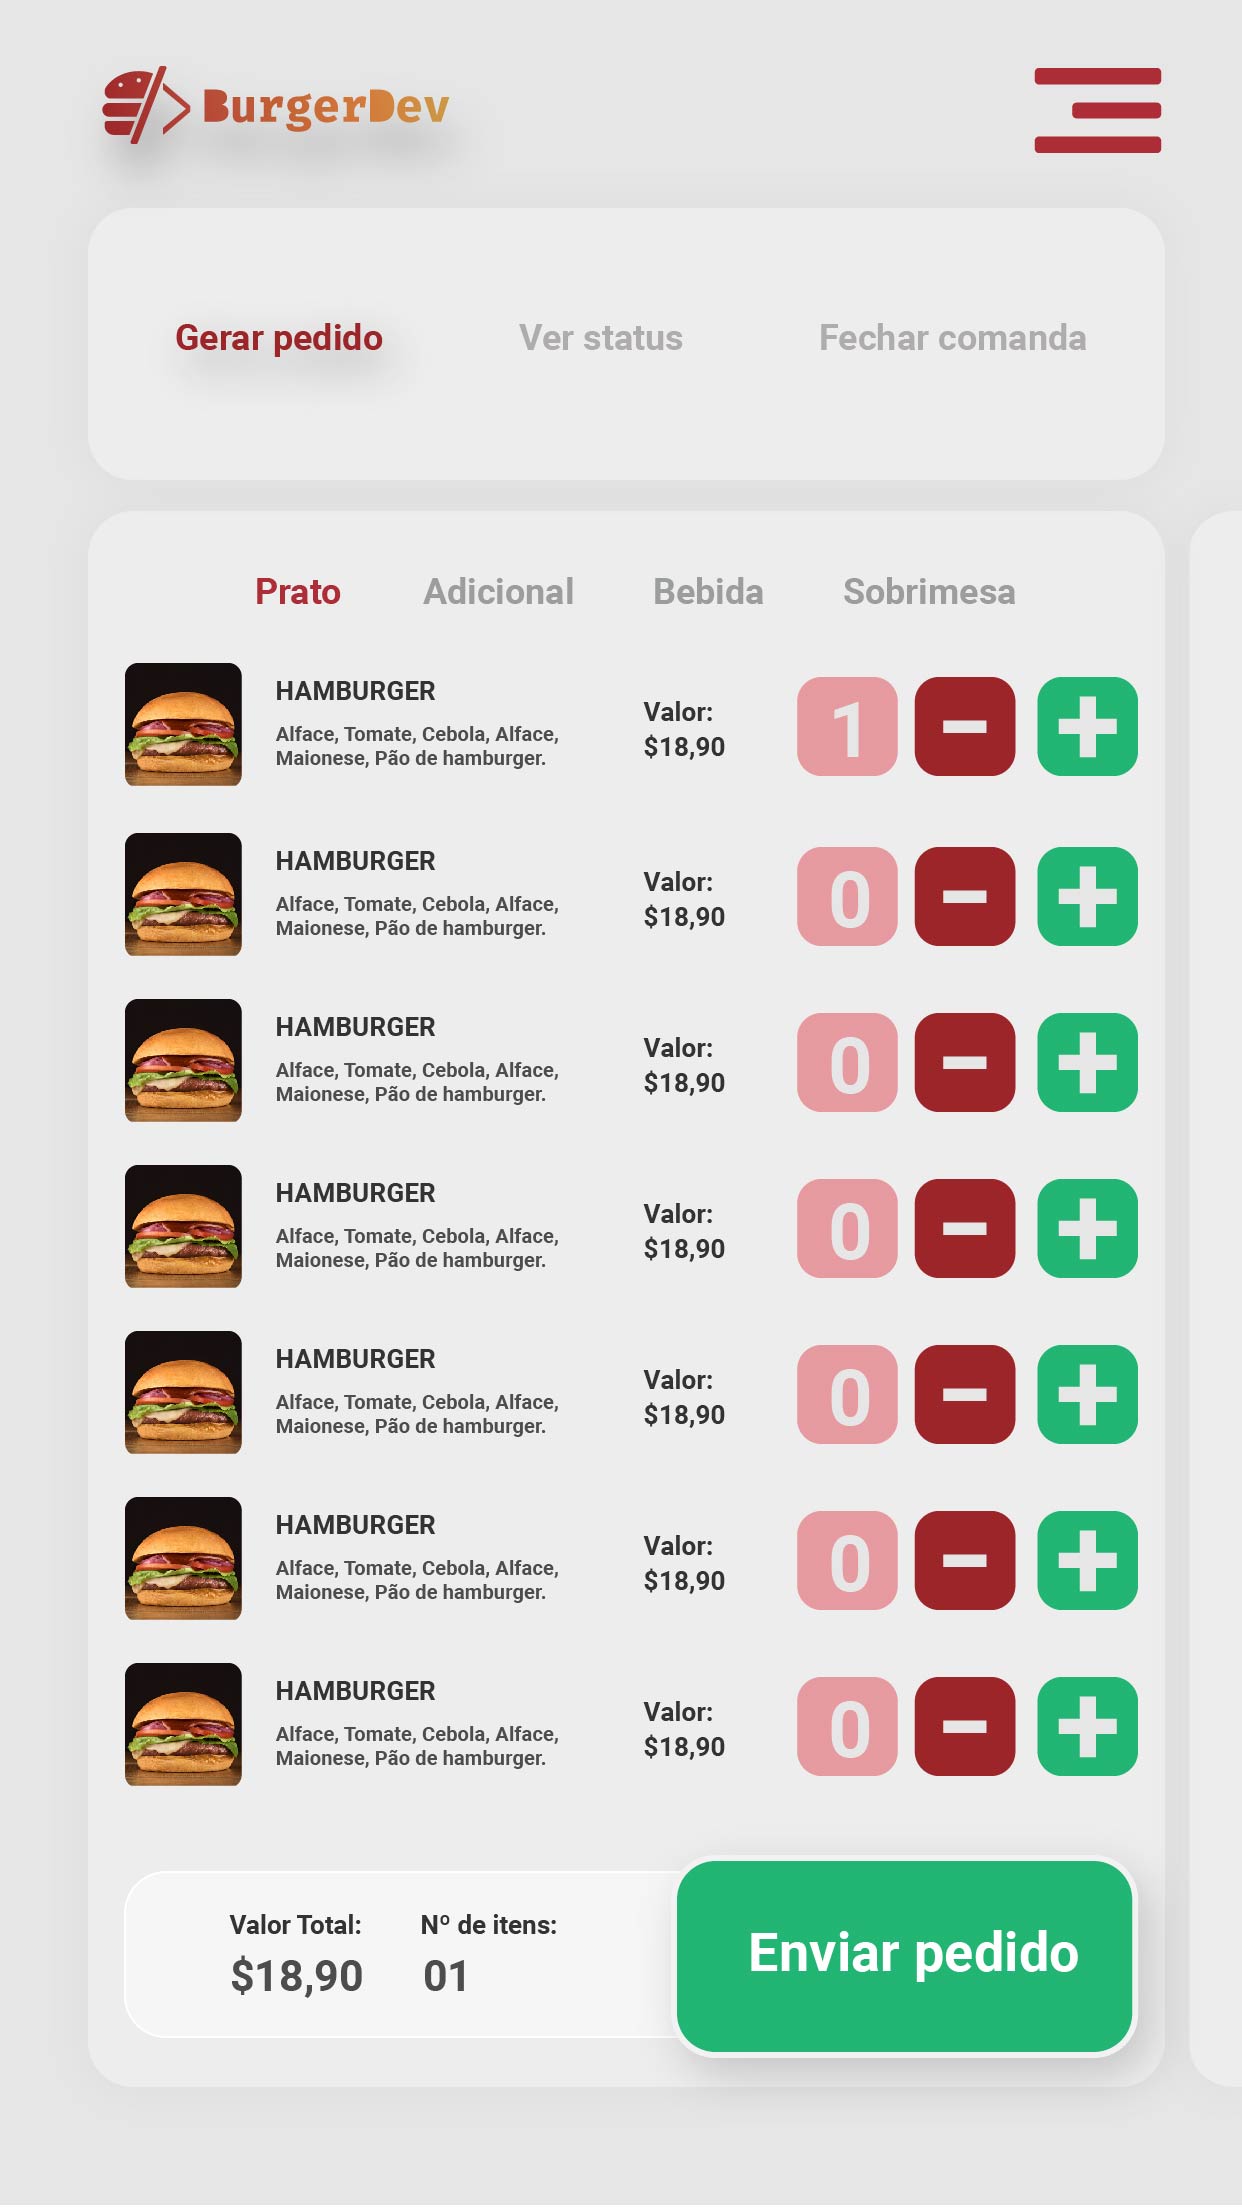 BurgerDev
Gerar pedido Ver status Fechar comanda
Prato Adicional Bebida Sobrimesa
HAMBURGER
Alface, Tomate, Cebola, Alface,
Maionese, Pão de hamburger.
Valor:
$18,90
1
HAMBURGER
Alface, Tomate, Cebola, Alface,
Maionese, Pão de hamburger.
Valor:
$18,90
0
HAMBURGER
Alface, Tomate, Cebola, Alface,
Maionese, Pão de hamburger.
Valor:
$18,90
0
HAMBURGER
Alface, Tomate, Cebola, Alface,
Maionese, Pão de hamburger.
Valor:
$18,90
0
HAMBURGER
Alface, Tomate, Cebola, Alface,
Maionese, Pão de hamburger.
Valor:
$18,90
0
HAMBURGER
Alface, Tomate, Cebola, Alface,
Maionese, Pão de hamburger.
Valor:
$18,90
0
HAMBURGER
Alface, Tomate, Cebola, Alface,
Maionese, Pão de hamburger.
Valor:
$18,90
0
Valor Total: Nº de itens:
$18,90 01
Enviar pedido